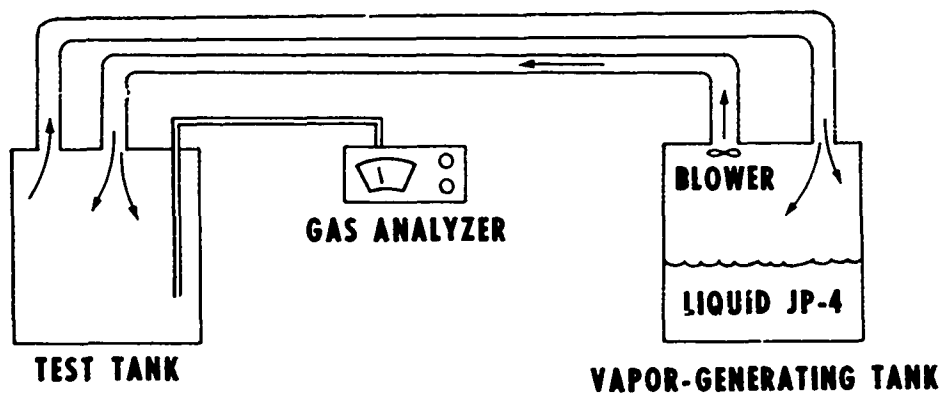 BLOWER
GAS ANALYZER
LIQUID JP-4
TEST TANK
VAPOR-GENERATING TANK